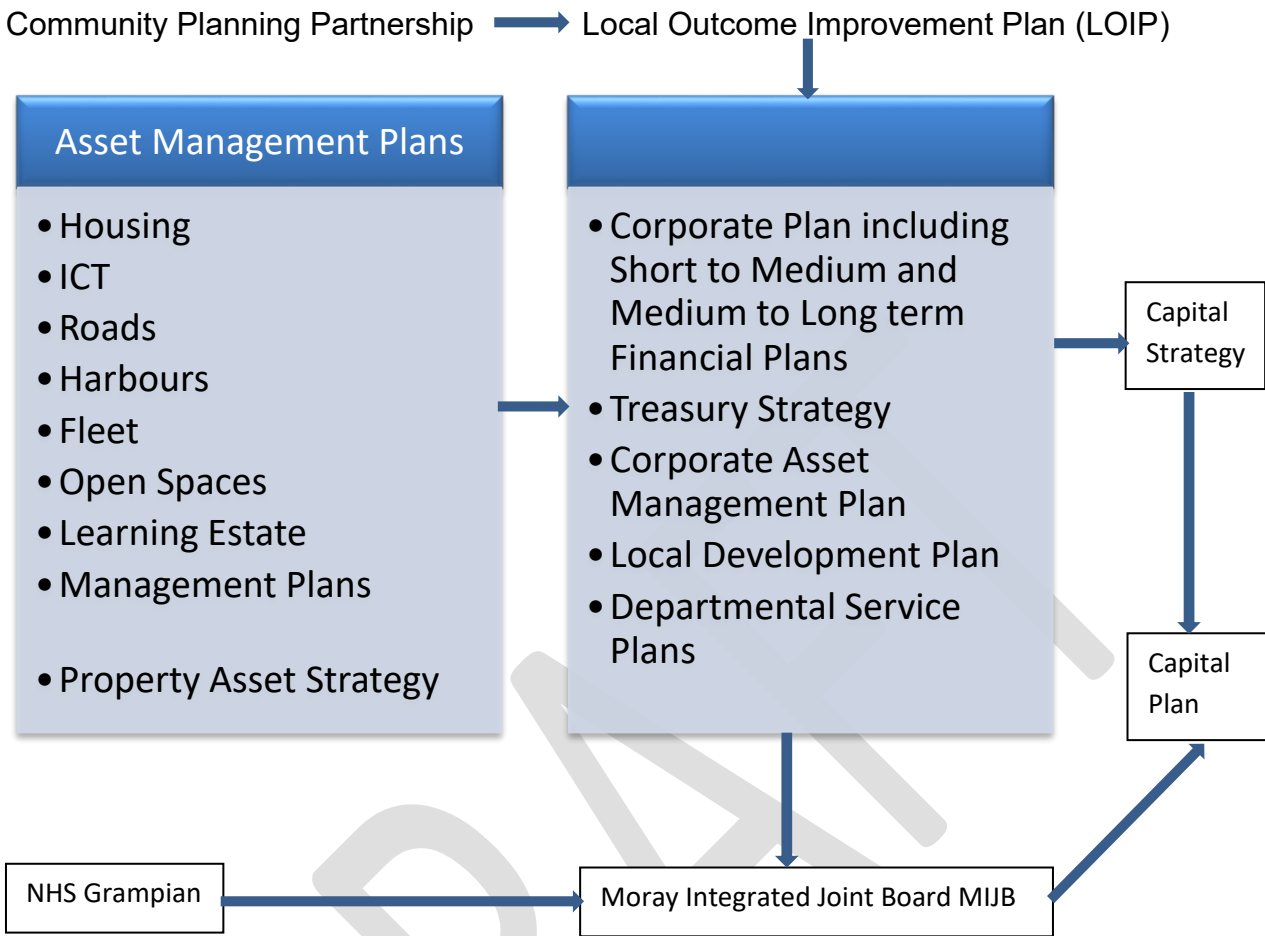 Community Planning Partnership
Local Outcome Improvement Plan (LOIP)
Asset Management Plans
•Housing
•ICT
•Roads
•Harbours
•Fleet
•Open Spaces
•Learning Estate
•Management Plans
•Property Asset Strategy
•Corporate Plan including
Short to Medium and
Medium to Long term
Financial Plans
•Treasury Strategy
•Corporate Asset
Management Plan
•Local Development Plan
•Departmental Service
Plans
Capital
Strategy
Capital
Plan
NHS Grampian
Moray Integrated Joint Board MIJB
DRAFT